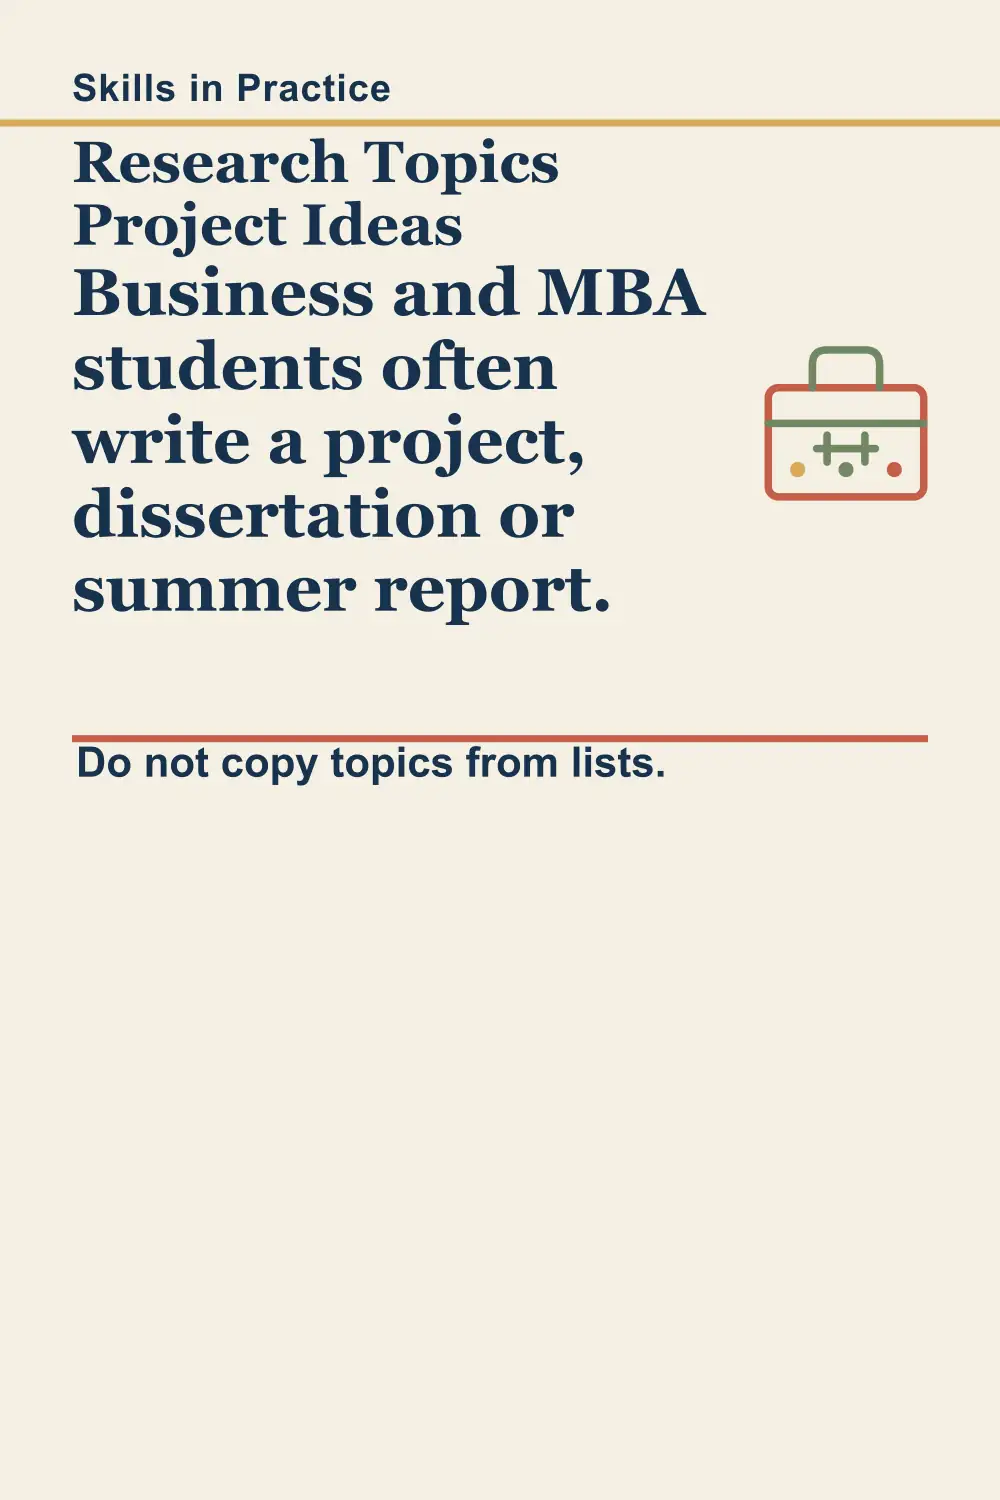 Skills in Practice
Research Topics
Project Ideas
Business and MBA
students often
write a project,
dissertation or
summer report.
Do not copy topics from lists.